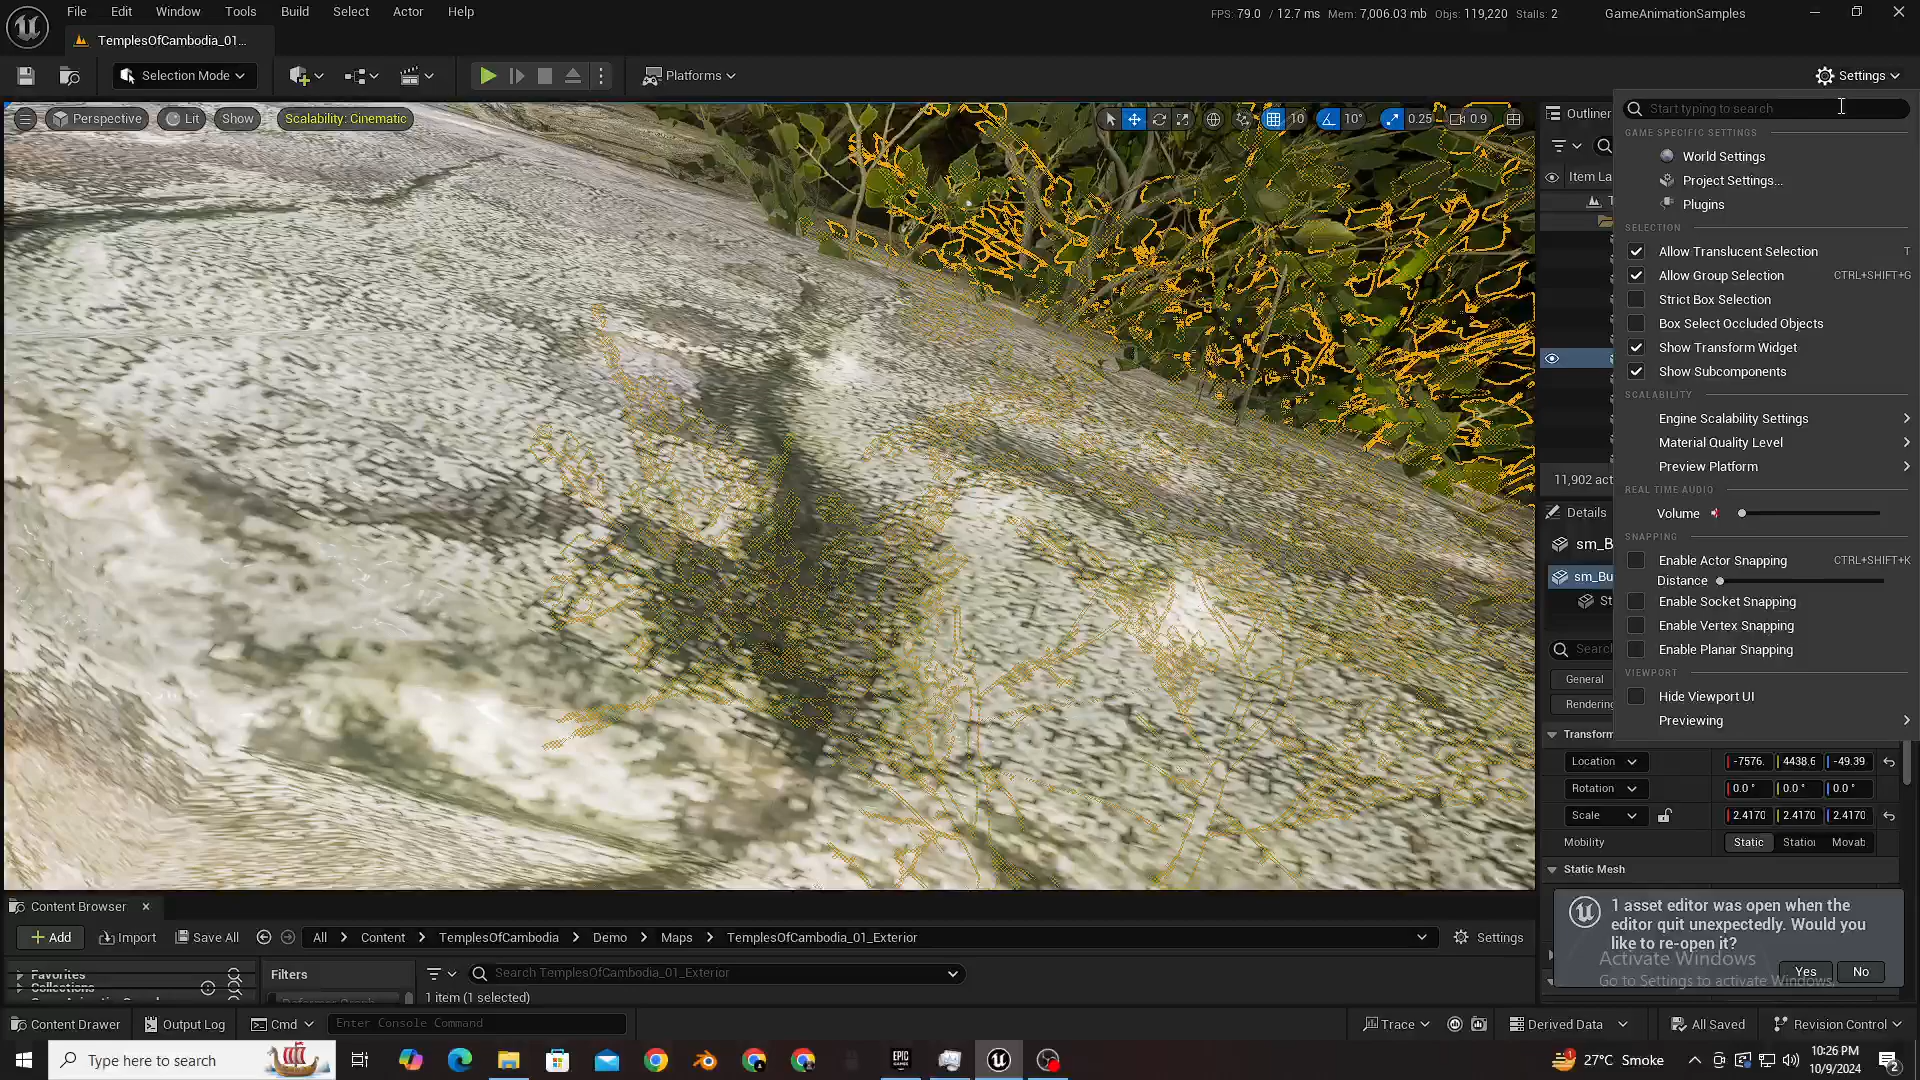 File Edit Window Tools Build Select Actor Help
FPS: 79.0 / 12.7 ms Mem: 7,006.03 mb Objs: 119,220 Stalls: 2
GameAnimationSamples
TemplesOfCambodia_01...
Selection Mode
Platforms
Settings
Perspective
Lit
Show
Scalability: Cinematic
10
10°
0.25
0.9
Outliner
Item La
11,902 act
Start typing to search
GAME SPECIFIC SETTINGS
World Settings
Project Settings...
Plugins
SELECTION
Allow Translucent Selection T
Allow Group Selection CTRL+SHIFT+G
Strict Box Selection
Box Select Occluded Objects
Show Transform Widget
Show Subcomponents
SCALABILITY
Engine Scalability Settings
Material Quality Level
Preview Platform
REAL TIME AUDIO
Volume
SNAPPING
Enable Actor Snapping CTRL+SHIFT+K
Distance
Enable Socket Snapping
Enable Vertex Snapping
Enable Planar Snapping
VIEWPORT
Hide Viewport UI
Previewing
Details
sm_B
sm_Bu
St
Searc
General
Rendering
Transform
Location -7576. 4438.6 -49.39
Rotation 0.0 ° 0.0 ° 0.0 °
Scale 2.4170 2.4170 2.4170
Mobility Static Station Movab
Static Mesh
1 asset editor was open when the
editor quit unexpectedly. Would you
like to re-open it?
Yes No
Activate Windows
Go to Settings to activate Windows.
Content Browser
Add Import Save All All Content TemplesOfCambodia Demo Maps TemplesOfCambodia_01_Exterior Settings
Favorites
Collections
Filters
Search TemplesOfCambodia_01_Exterior
1 item (1 selected)
Content Drawer Output Log Cmd Enter Console Command Trace Derived Data All Saved Revision Control
Type here to search
EPIC
GAMES
27°C Smoke
10:26 PM
10/9/2024
2